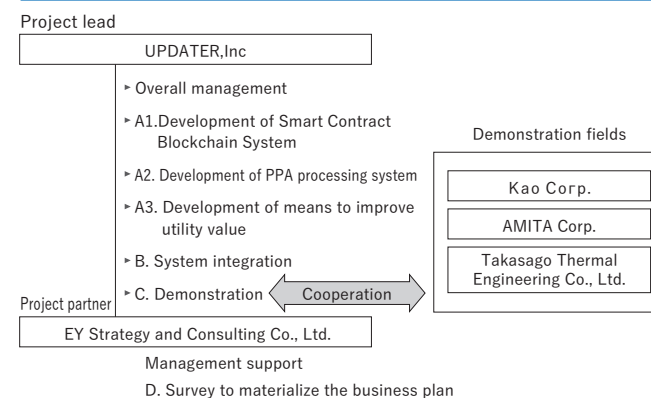 Project lead
UPDATER,Inc
▸ Overall management
▸ A1.Development of Smart Contract
Blockchain System
▸ A2. Development of PPA processing system
▸ A3. Development of means to improve
utility value
▸ B. System integration
▸ C. Demonstration
Cooperation
Demonstration fields
Kao Corp.
AMITA Corp.
Takasago Thermal
Engineering Co., Ltd.
Project partner
EY Strategy and Consulting Co., Ltd.
Management support
D. Survey to materialize the business plan